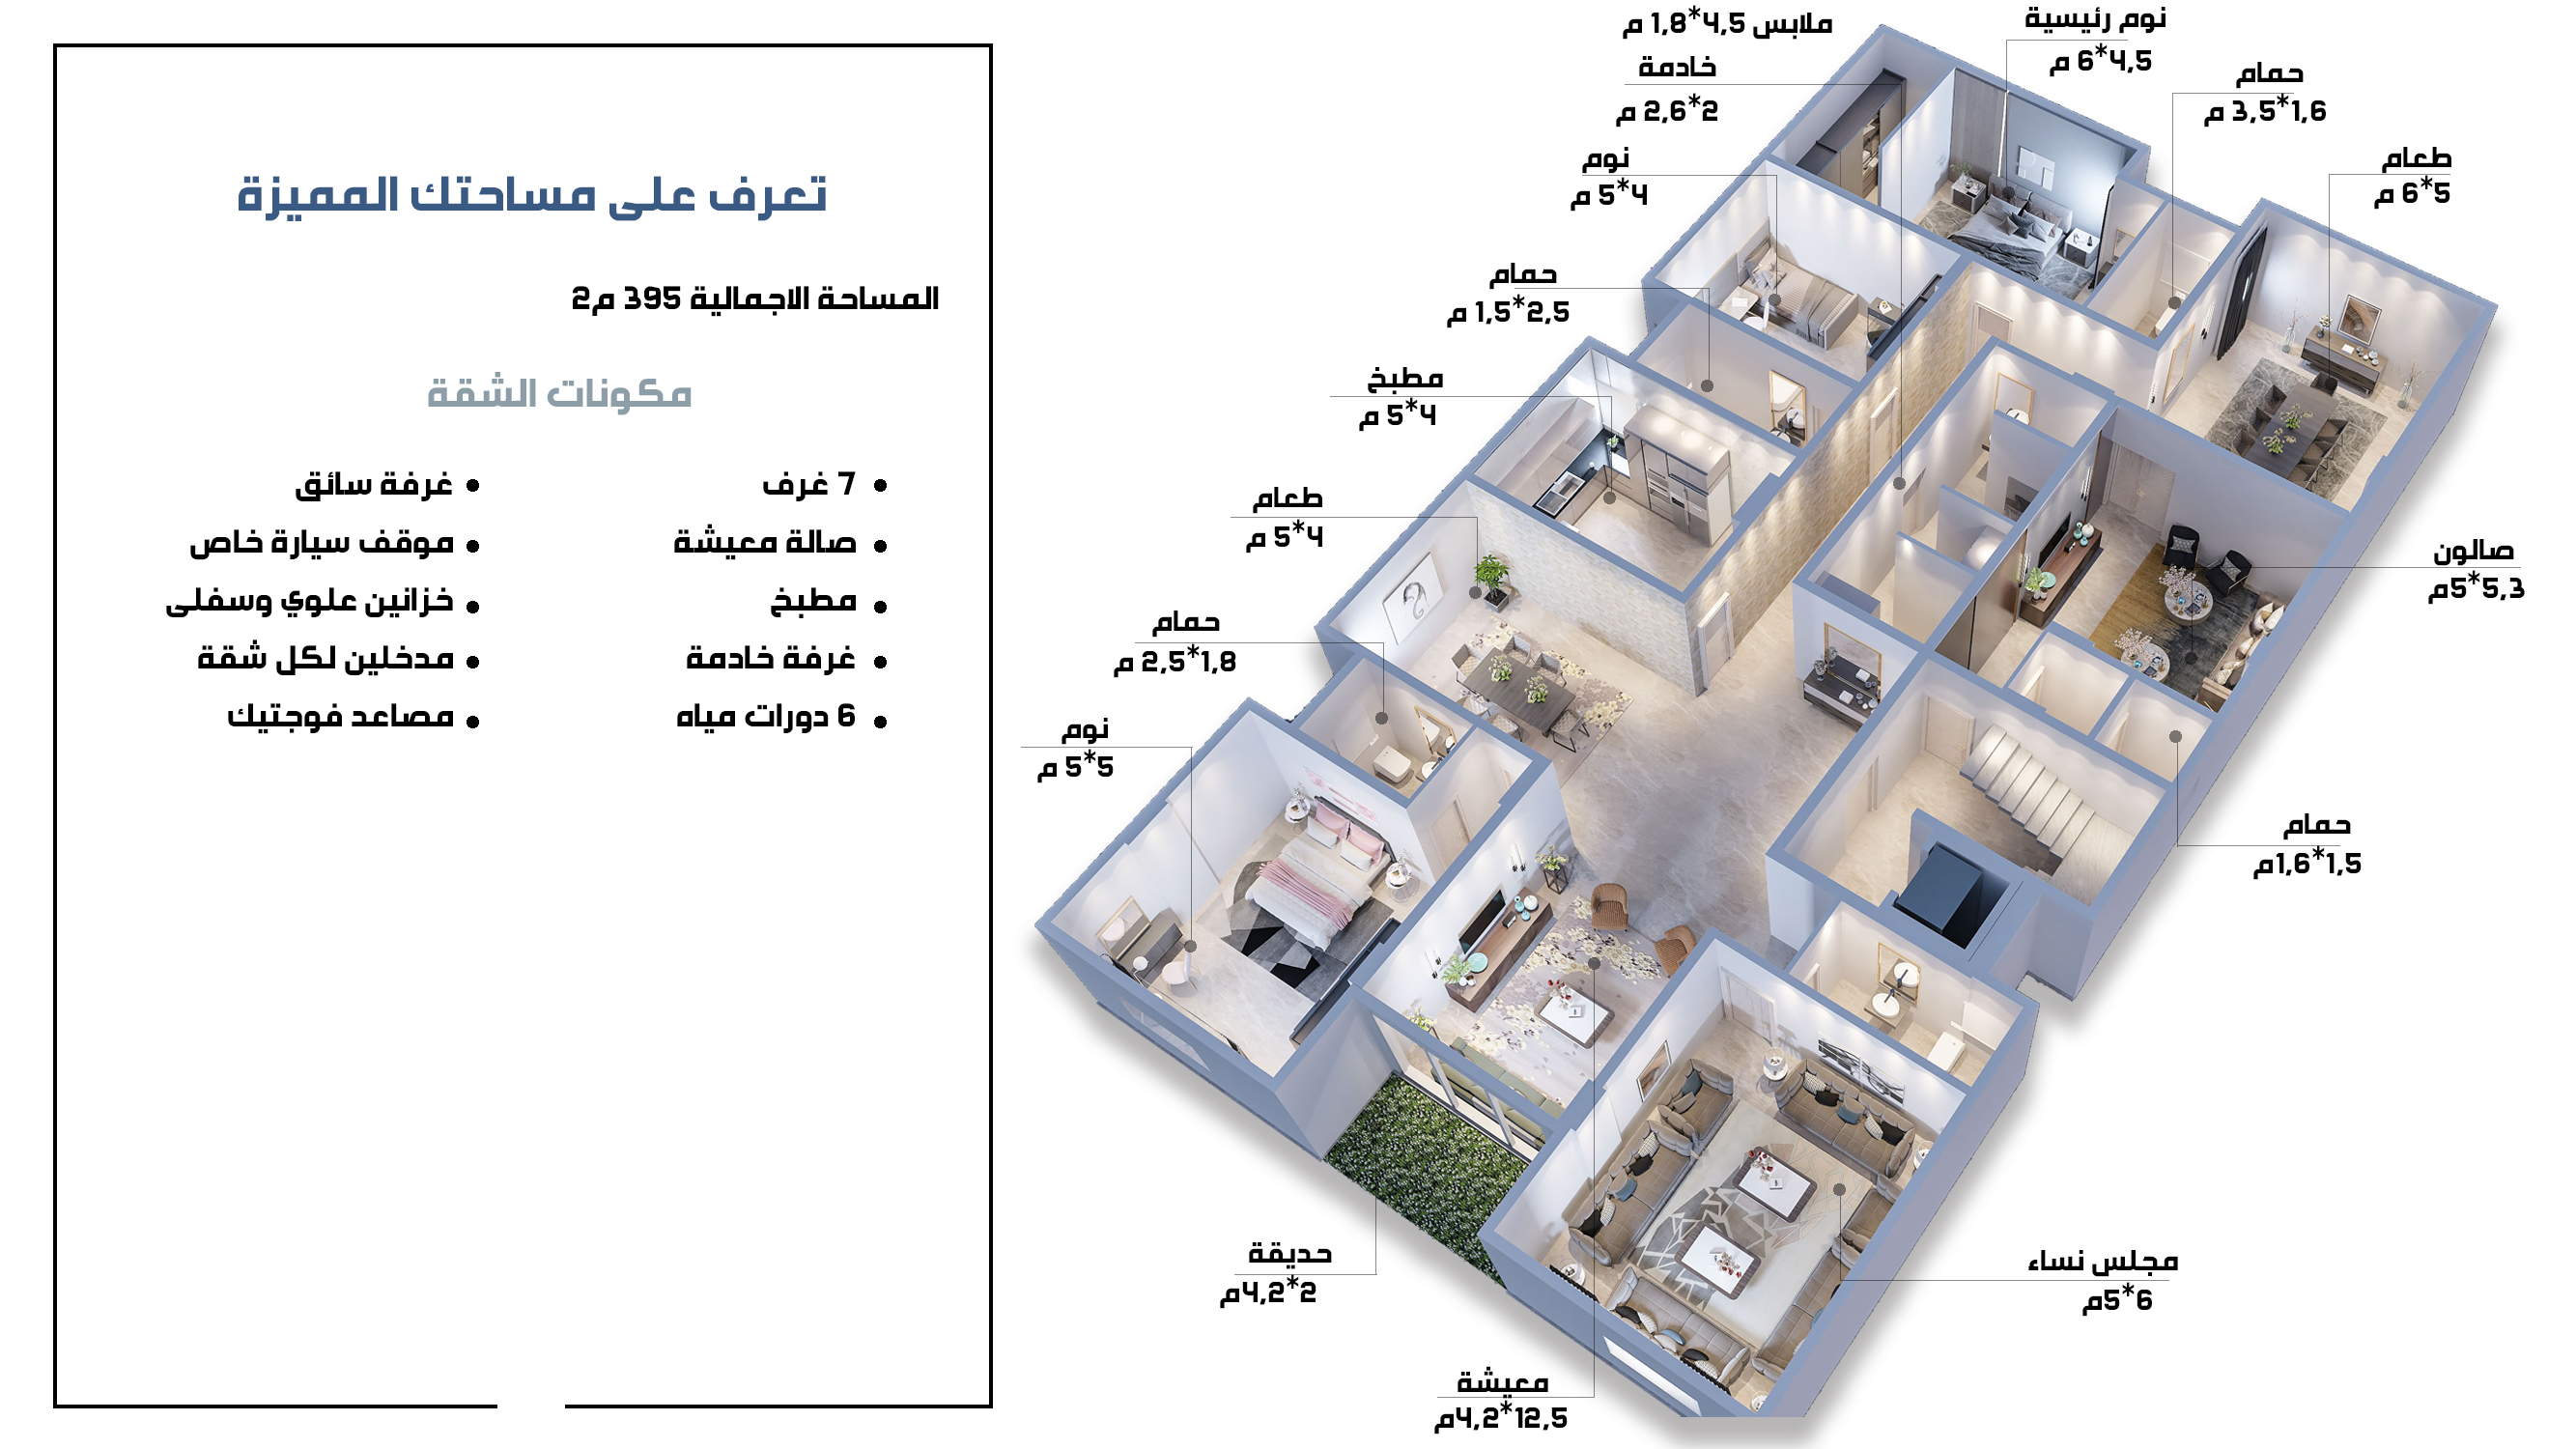 تعرف على مساحتك المميزة
المساحة الاجمالية 395 م2
مكونات الشقة
7 غرف
صالة معيشة
مطبخ
غرفة خادمة
6 دورات مياه
غرفة سائق
موقف سيارة خاص
خزانين علوي وسفلى
مدخلين لكل شقة
مصاعد فوجتيك
نوم رئيسية
4,5*6 م
ملابس 4,5*1,8 م
خادمة
2*2,6 م
حمام
1,6*3,5 م
نوم
4*5 م
طعام
5*6 م
حمام
2,5*1,5 م
مطبخ
4*5 م
طعام
4*5 م
صالون
5,3*5م
حمام
1,8*2,5 م
نوم
5*5 م
حمام
1,5*1,6م
حديقة
2*4,2م
مجلس نساء
6*5م
معيشة
12,5*4,2م